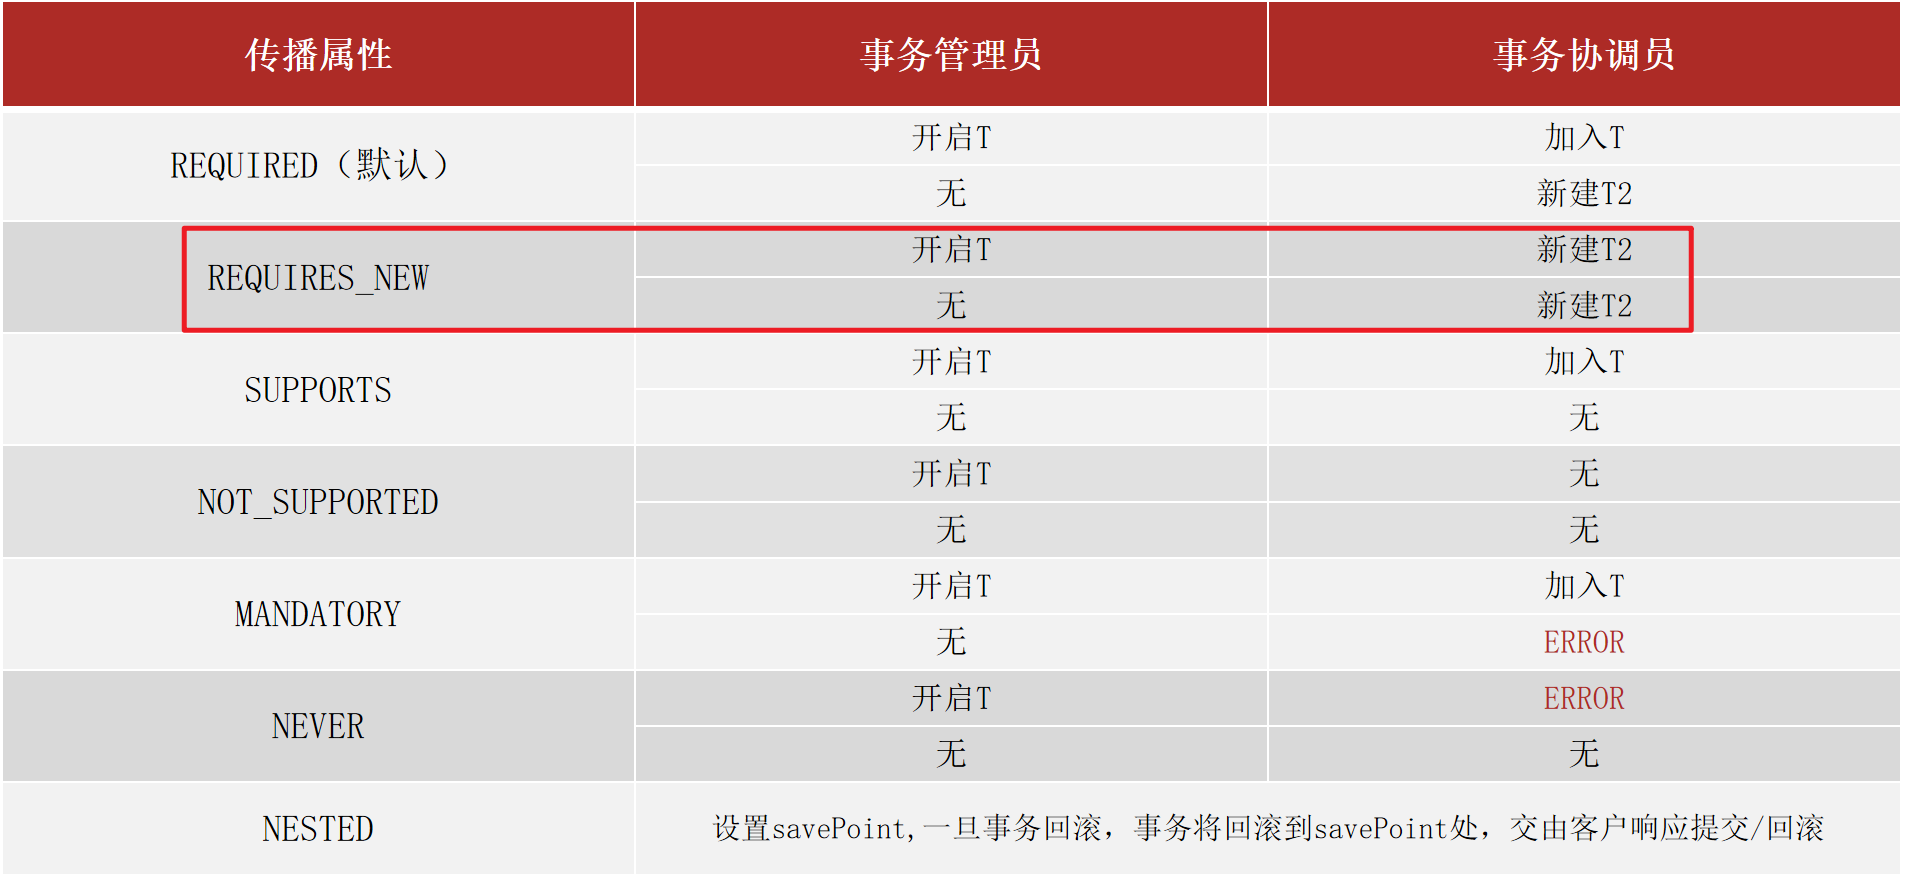 传播属性 事务管理员 事务协调员
REQUIRED（默认） 开启T 加入T
无 新建T2
REQUIRES_NEW 开启T 新建T2
无 新建T2
SUPPORTS 开启T 加入T
无 无
NOT_SUPPORTED 开启T 无
无 无
MANDATORY 开启T 加入T
无 ERROR
NEVER 开启T ERROR
无 无
NESTED 设置savePoint,一旦事务回滚，事务将回滚到savePoint处，交由客户响应提交/回滚